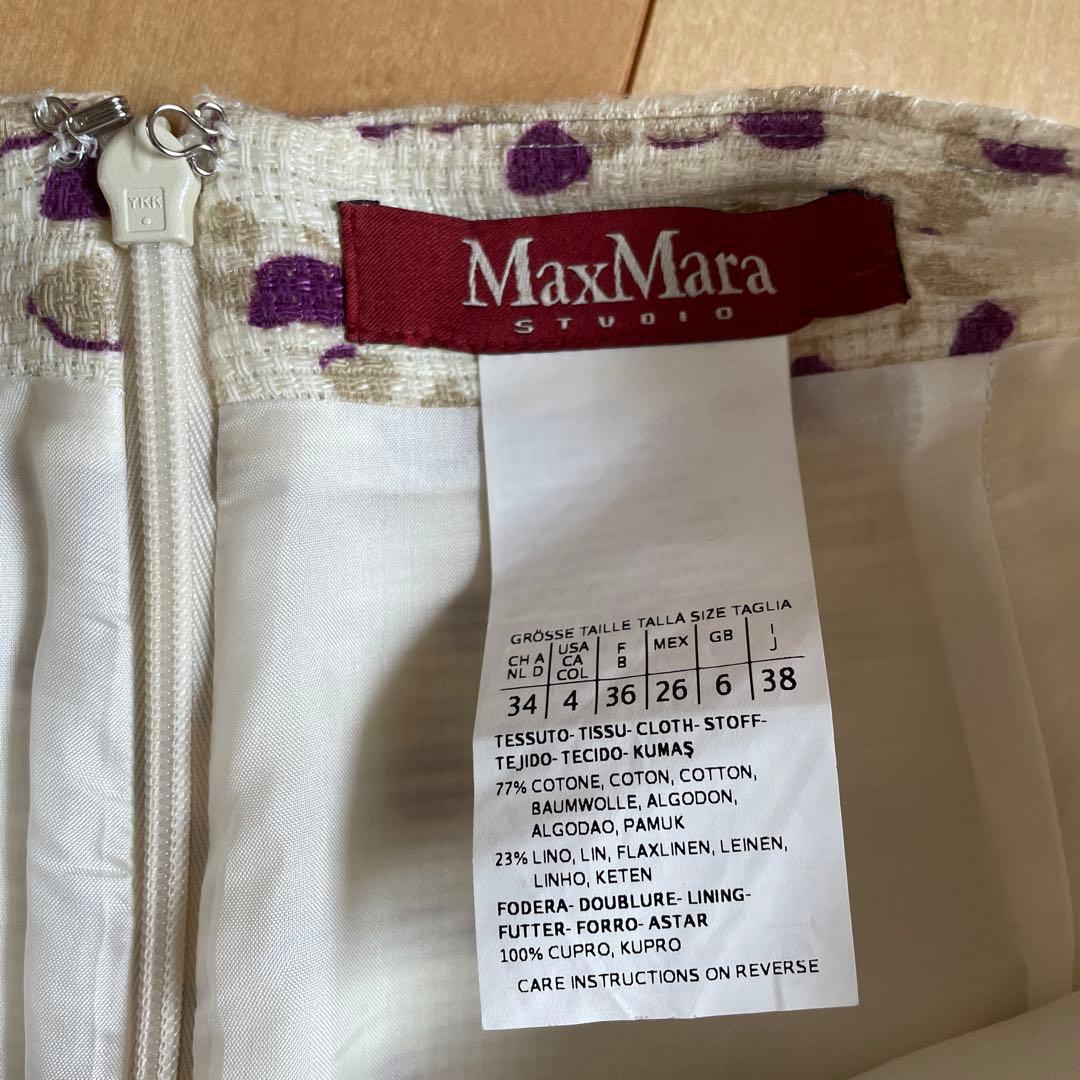 YKK
MaxMara
STUDIO
GRÖSSE TAILLE TALLA SIZE TAGLIA
CH A NL D USA CA COL F B MEX GB I J
34 4 36 26 6 38
TESSUTO- TISSU- CLOTH- STOFF-
TEJIDO- TECIDO- KUMAŞ
77% COTONE, COTON, COTTON,
BAUMWOLLE, ALGODON,
ALGODAO, PAMUK
23% LINO, LIN, FLAXLINEN, LEINEN,
LINHO, KETEN
FODERA- DOUBLURE- LINING-
FUTTER- FORRO- ASTAR
100% CUPRO, KUPRO
CARE INSTRUCTIONS ON REVERSE